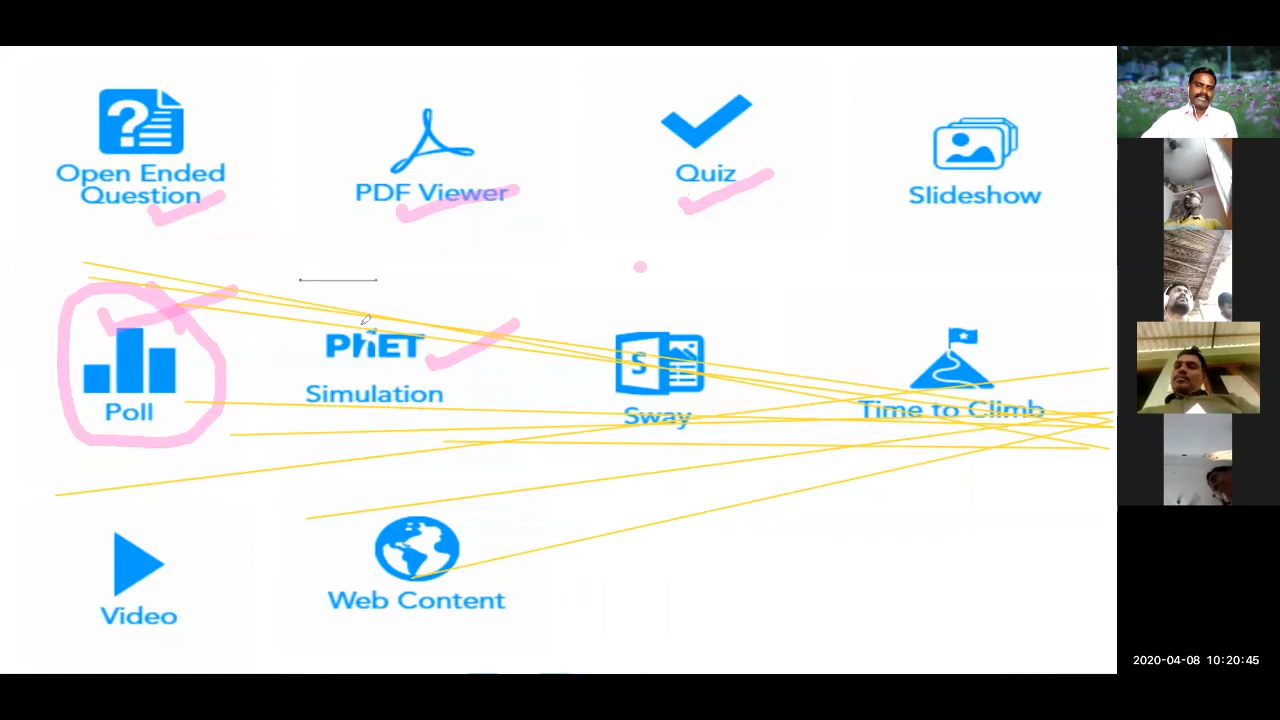 Open Ended
Question
PDF Viewer
Quiz
Slideshow
PhET
Simulation
Poll
S
Sway
Time to Climb
Video
Web Content
2020-04-08 10:20:45